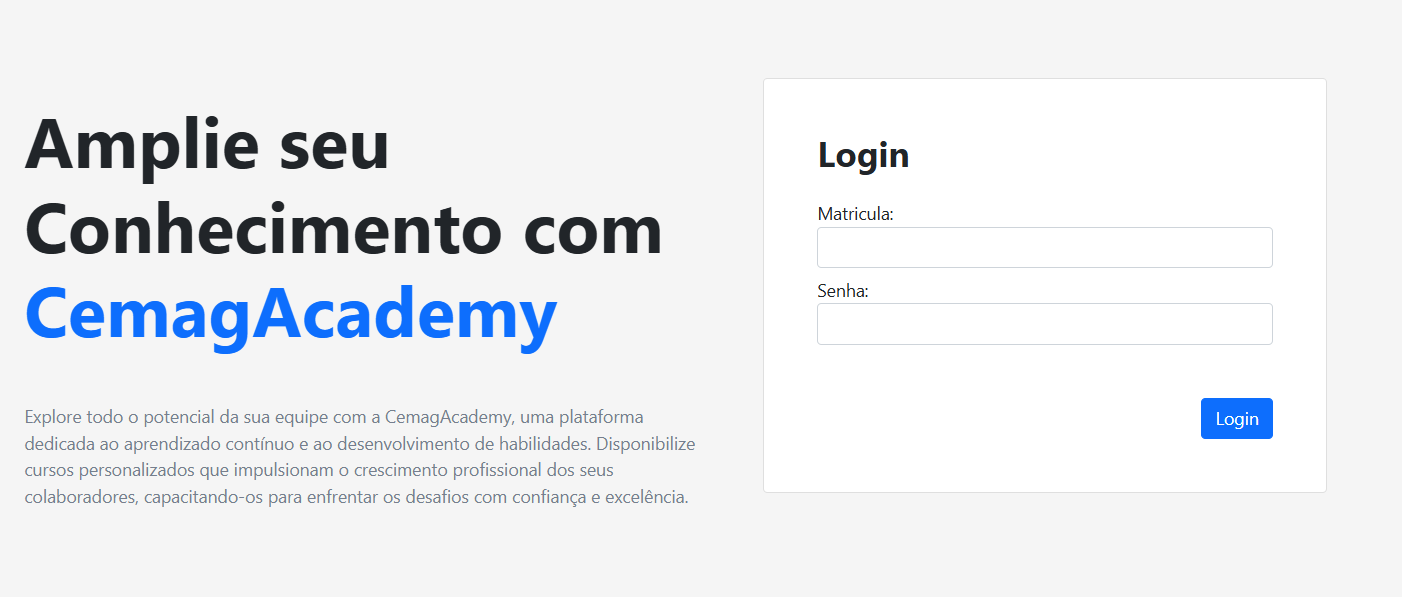 Amplie seu
Conhecimento com
CemagAcademy
Explore todo o potencial da sua equipe com a CemagAcademy, uma plataforma
dedicada ao aprendizado contínuo e ao desenvolvimento de habilidades. Disponibilize
cursos personalizados que impulsionam o crescimento profissional dos seus
colaboradores, capacitando-os para enfrentar os desafios com confiança e excelência.
Login
Matricula:
Senha:
Login